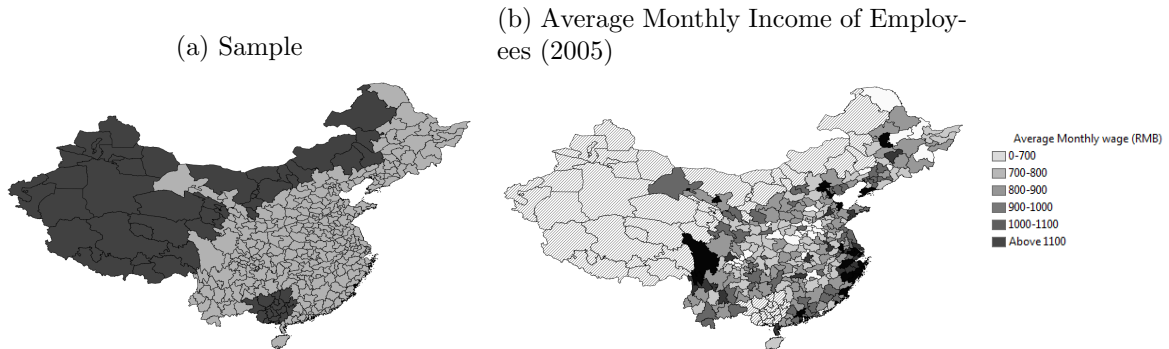 (a) Sample
(b) Average Monthly Income of Employ-
ees (2005)
Average Monthly wage (RMB)
0-700
700-800
800-900
900-1000
1000-1100
Above 1100